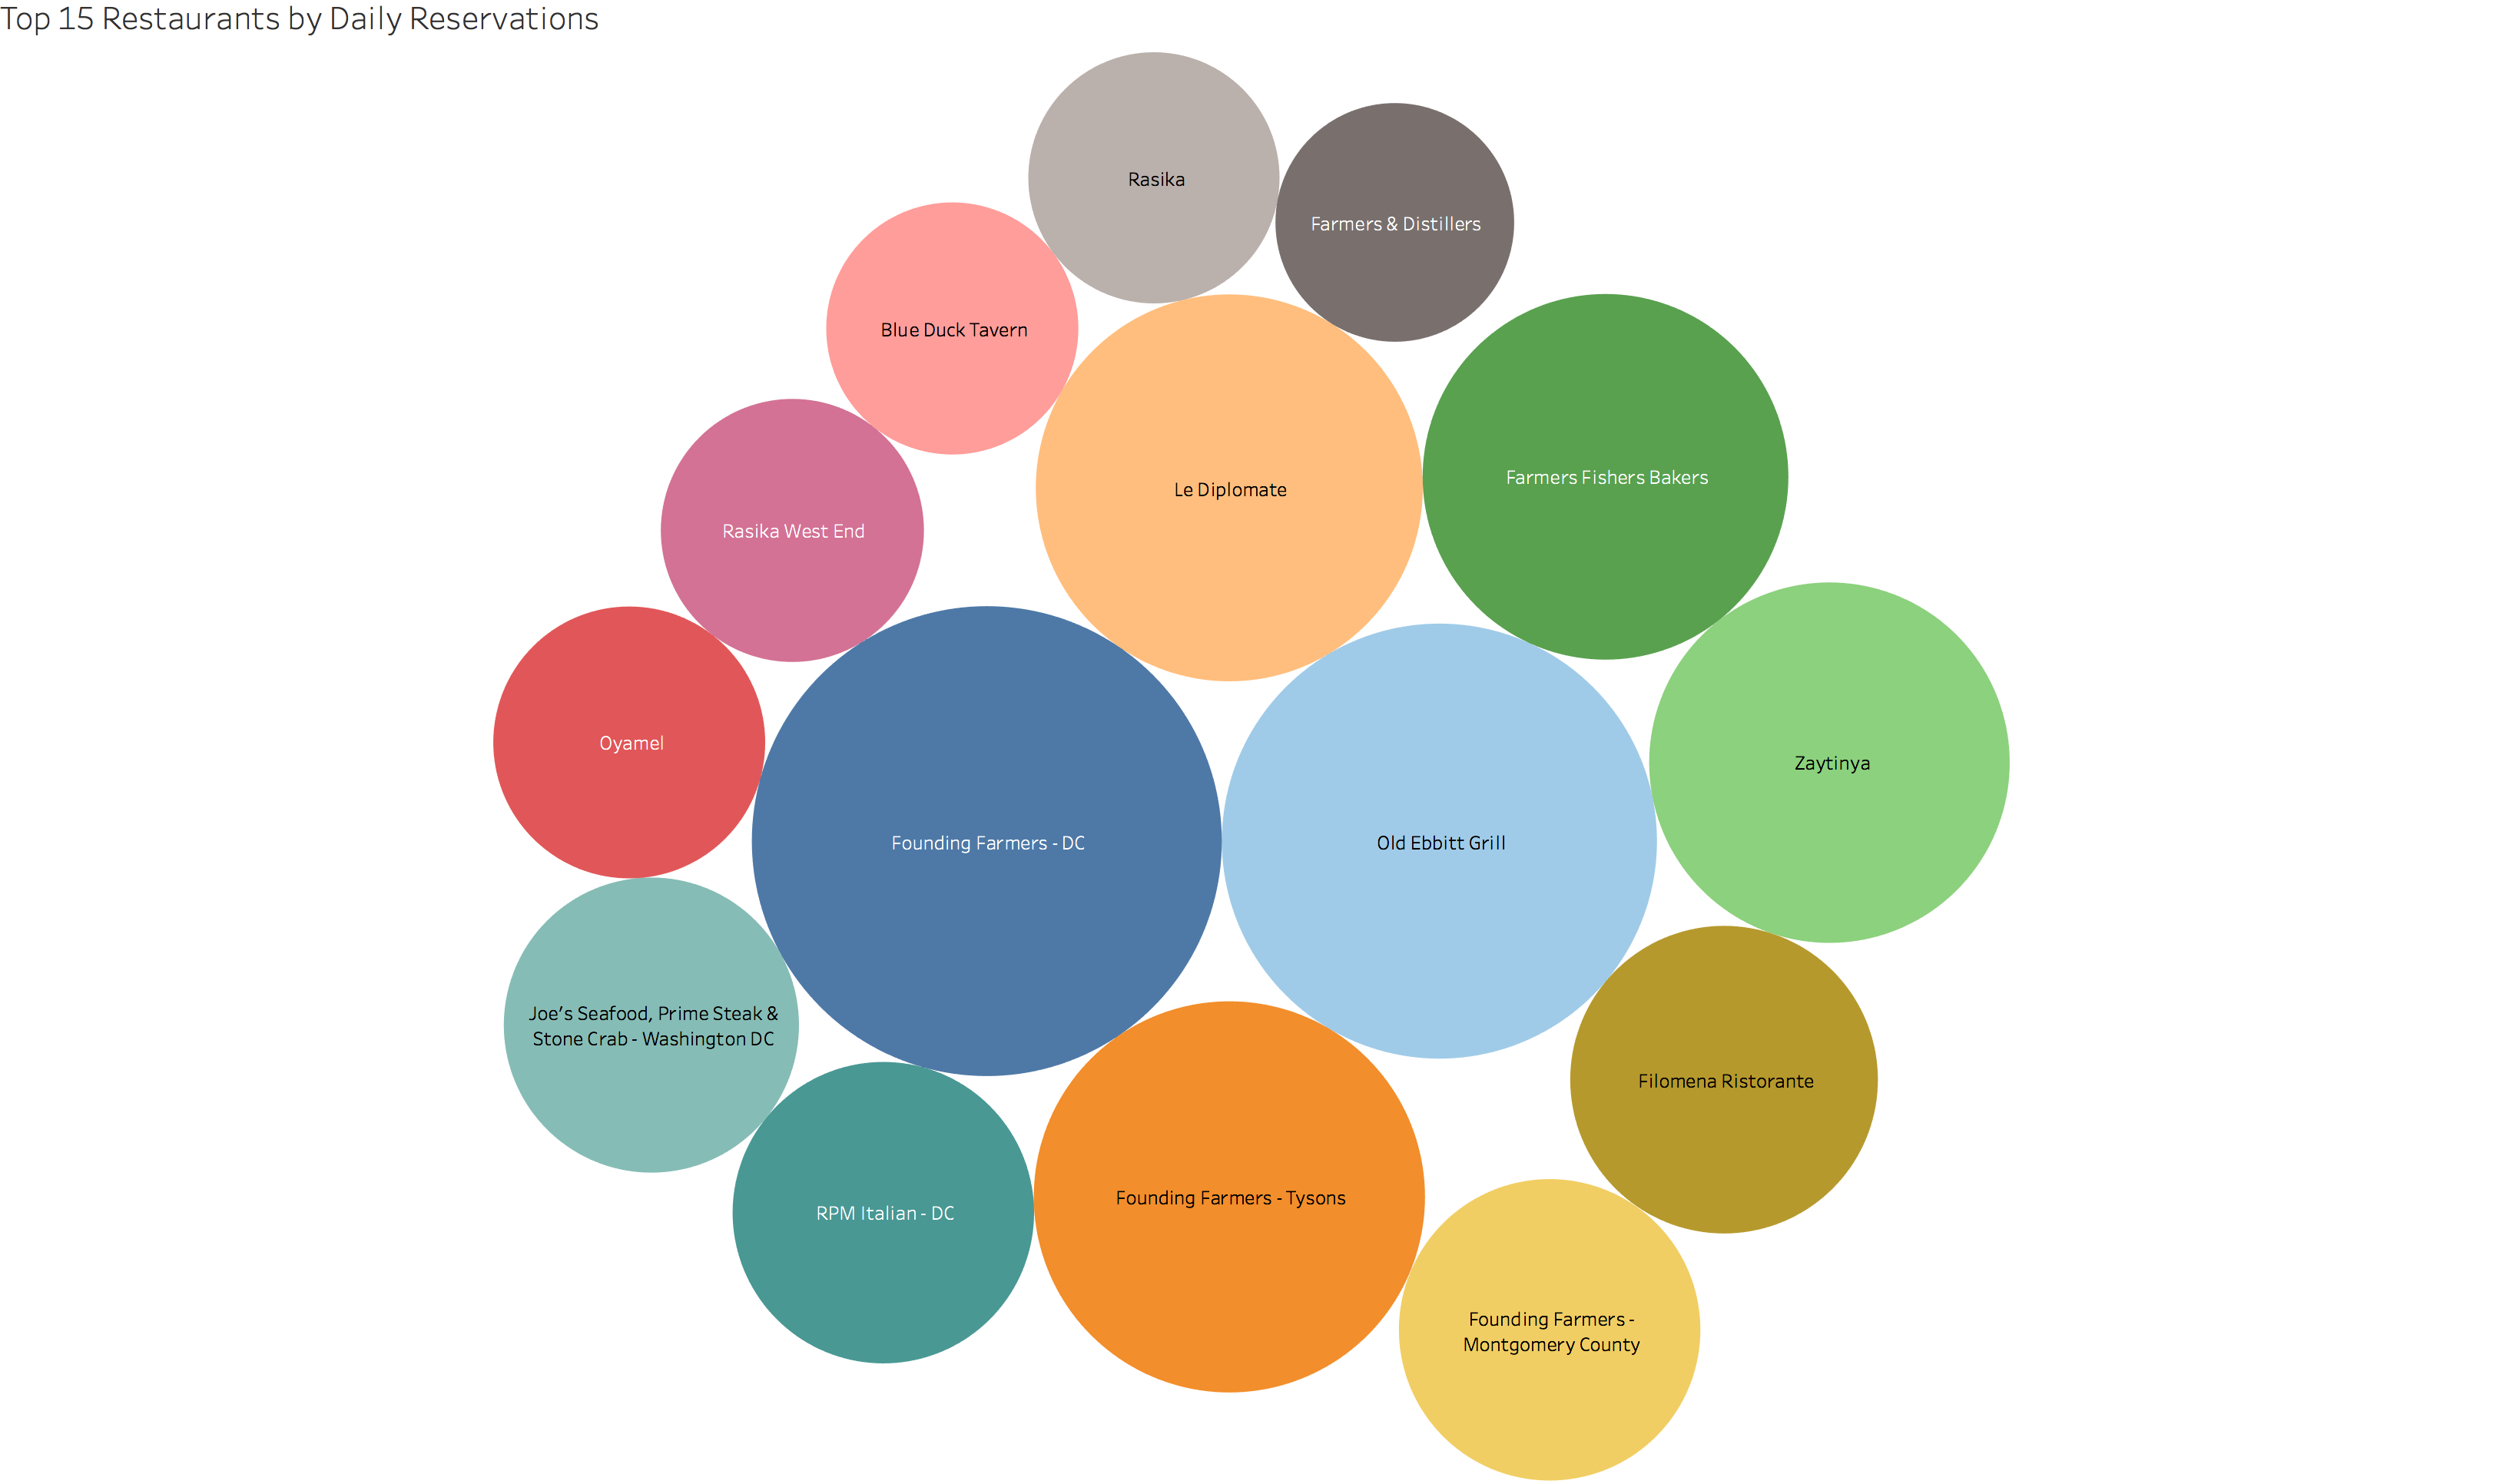 Top 15 Restaurants by Daily Reservations
Rasika
Farmers & Distillers
Blue Duck Tavern
Farmers Fishers Bakers
Le Diplomate
Rasika West End
Oyamel
Zaytinya
Founding Farmers - DC
Old Ebbitt Grill
Joe’s Seafood, Prime Steak &
Stone Crab - Washington DC
Filomena Ristorante
Founding Farmers - Tysons
RPM Italian - DC
Founding Farmers -
Montgomery County